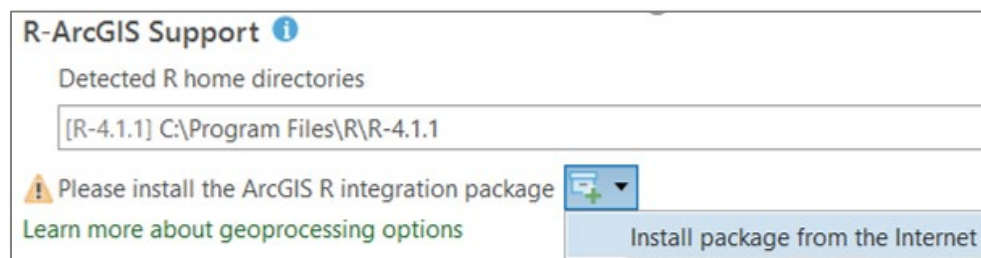 R-ArcGIS Support
Detected R home directories
[R-4.1.1] C:\Program Files\R\R-4.1.1
Please install the ArcGIS R integration package
Learn more about geoprocessing options
Install package from the Internet